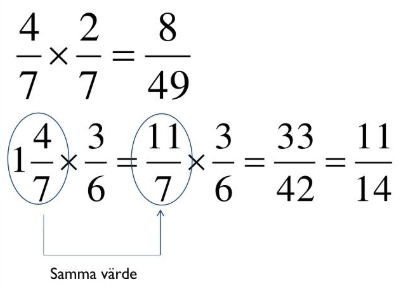 4/7 × 2/7 = 8/49
1 4/7 × 3/6 = 11/7 × 3/6 = 33/42 = 11/14
Samma värde